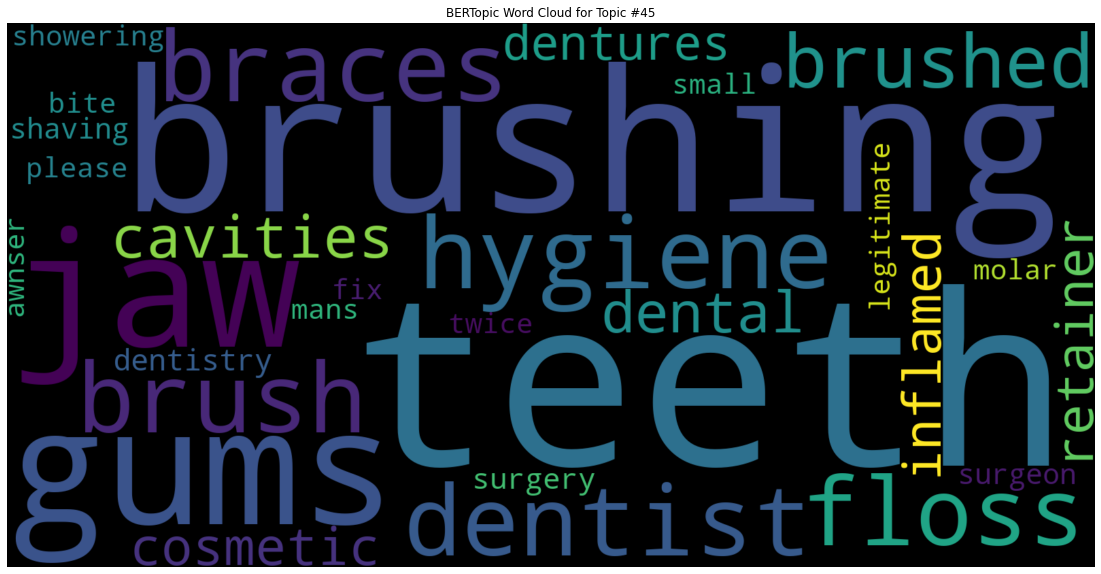 BERTopic Word Cloud for Topic #45
showering
braces
dentures
brushed
small
bite
brushing
shaving
please
legitimate
awnser
cavities
hygiene
jaw
inflamed
molar
retainer
fix
mans
twice
dental
teeth
dentistry
brush
gums
surgery
surgeon
dentist
floss
cosmetic